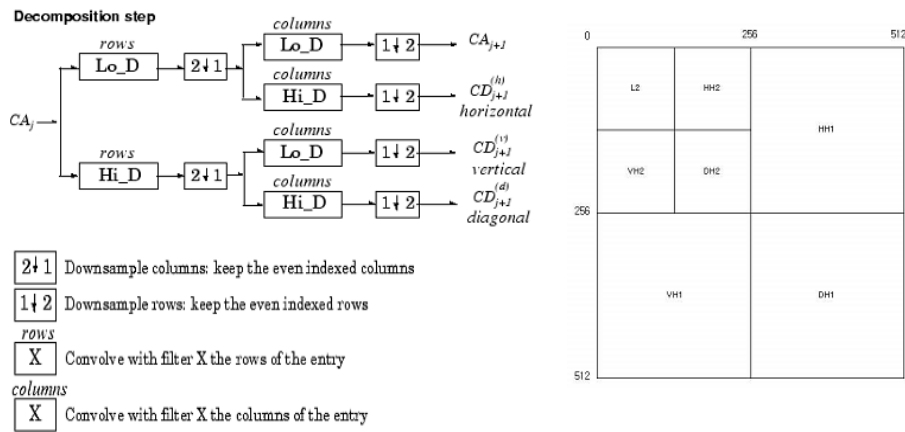 Decomposition step
rows
Lo_D
2↓1
columns
Lo_D
1↓2
CA_{j+1}
columns
Hi_D
1↓2
CD_{j+1}^{(h)}
horizontal
CA_j
rows
Hi_D
2↓1
columns
Lo_D
1↓2
CD_{j+1}^{(v)}
vertical
columns
Hi_D
1↓2
CD_{j+1}^{(d)}
diagonal
2↓1 Downsample columns: keep the even indexed columns
1↓2 Downsample rows: keep the even indexed rows
rows
X Convolve with filter X the rows of the entry
columns
X Convolve with filter X the columns of the entry
0 256 512
L2 HH2
HH1
VH2 DH2
256
VH1 DH1
512